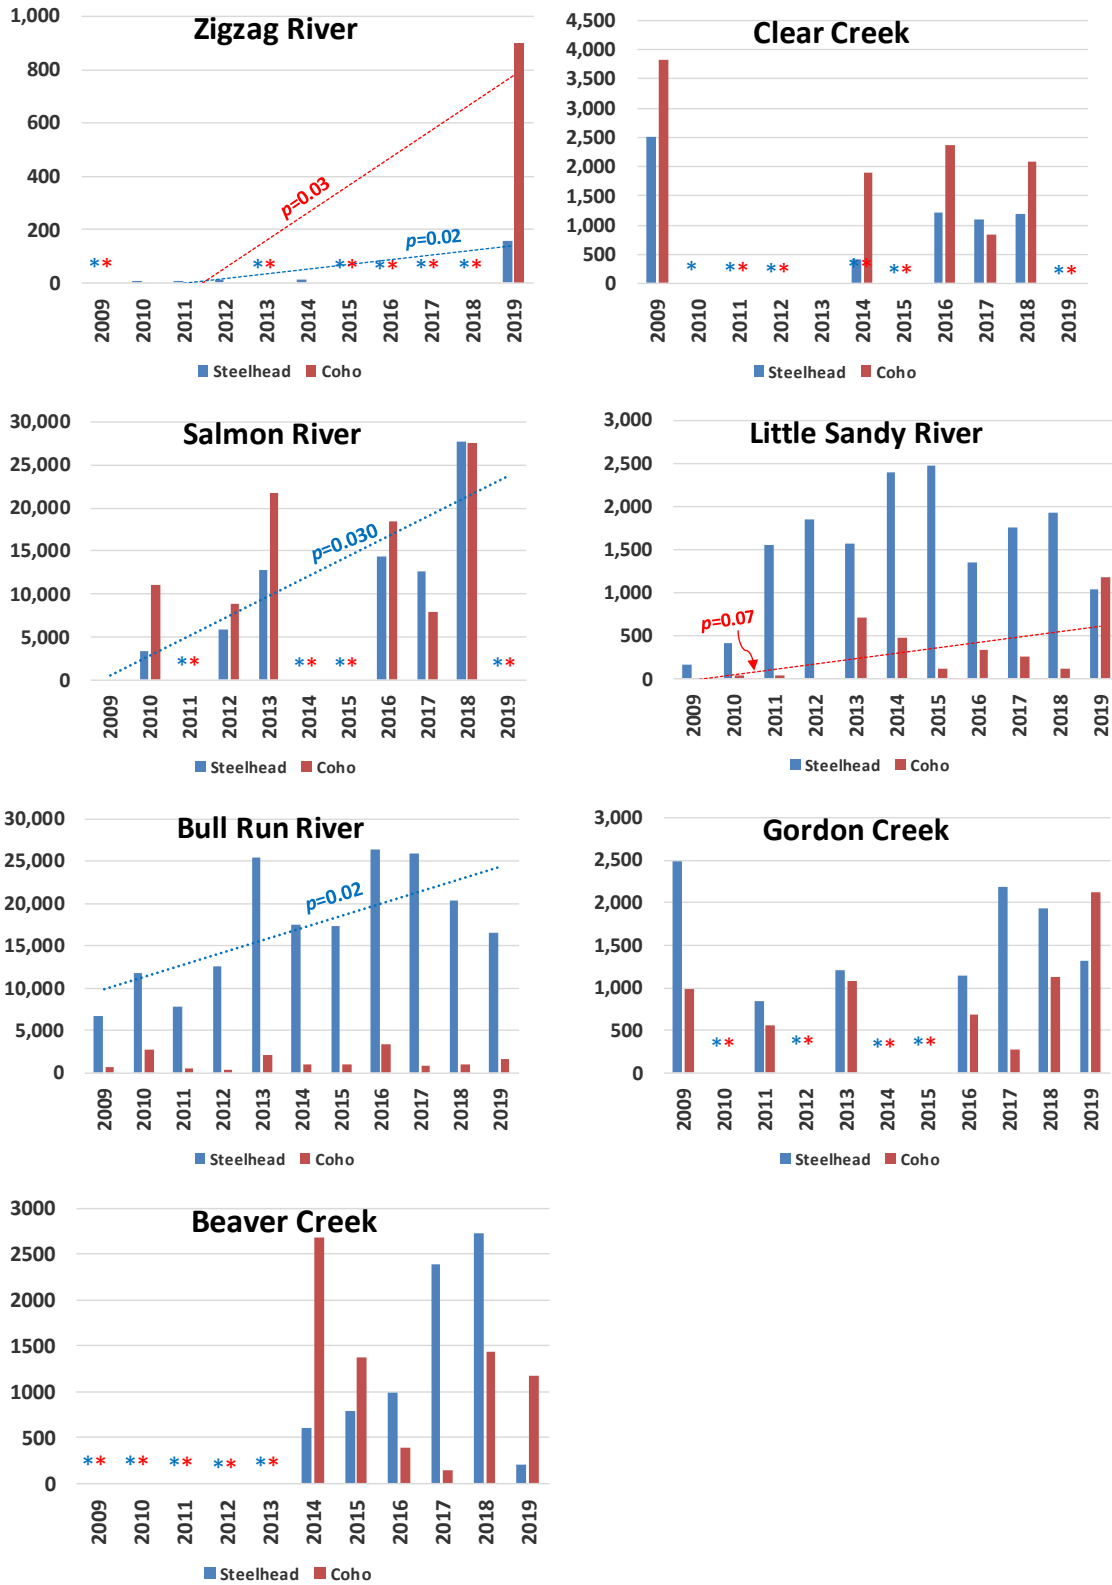 Zigzag River
1,000
800
600
400
200
0
p=0.03
p=0.02
** ** ** ** ** **
2009 2010 2011 2012 2013 2014 2015 2016 2017 2018 2019
Steelhead Coho
Clear Creek
4,500
4,000
3,500
3,000
2,500
2,000
1,500
1,000
500
0
* ** ** ** ** **
2009 2010 2011 2012 2013 2014 2015 2016 2017 2018 2019
Steelhead Coho
Salmon River
30,000
25,000
20,000
15,000
10,000
5,000
0
p=0.030
** ** ** **
2009 2010 2011 2012 2013 2014 2015 2016 2017 2018 2019
Steelhead Coho
Little Sandy River
3,000
2,500
2,000
1,500
1,000
500
0
p=0.07
2009 2010 2011 2012 2013 2014 2015 2016 2017 2018 2019
Steelhead Coho
Bull Run River
30,000
25,000
20,000
15,000
10,000
5,000
0
p=0.02
2009 2010 2011 2012 2013 2014 2015 2016 2017 2018 2019
Steelhead Coho
Gordon Creek
3,000
2,500
2,000
1,500
1,000
500
0
** ** ** **
2009 2010 2011 2012 2013 2014 2015 2016 2017 2018 2019
Steelhead Coho
Beaver Creek
3000
2500
2000
1500
1000
500
0
** ** ** ** **
2009 2010 2011 2012 2013 2014 2015 2016 2017 2018 2019
Steelhead Coho